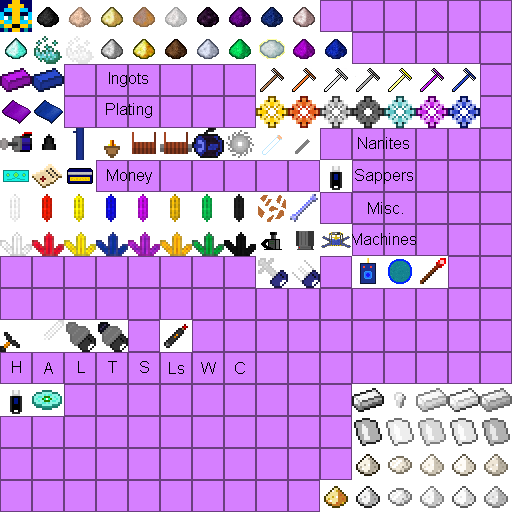 Ingots
Plating
Nanites
Money
Sappers
Misc.
Machines
H A L T S Ls W C